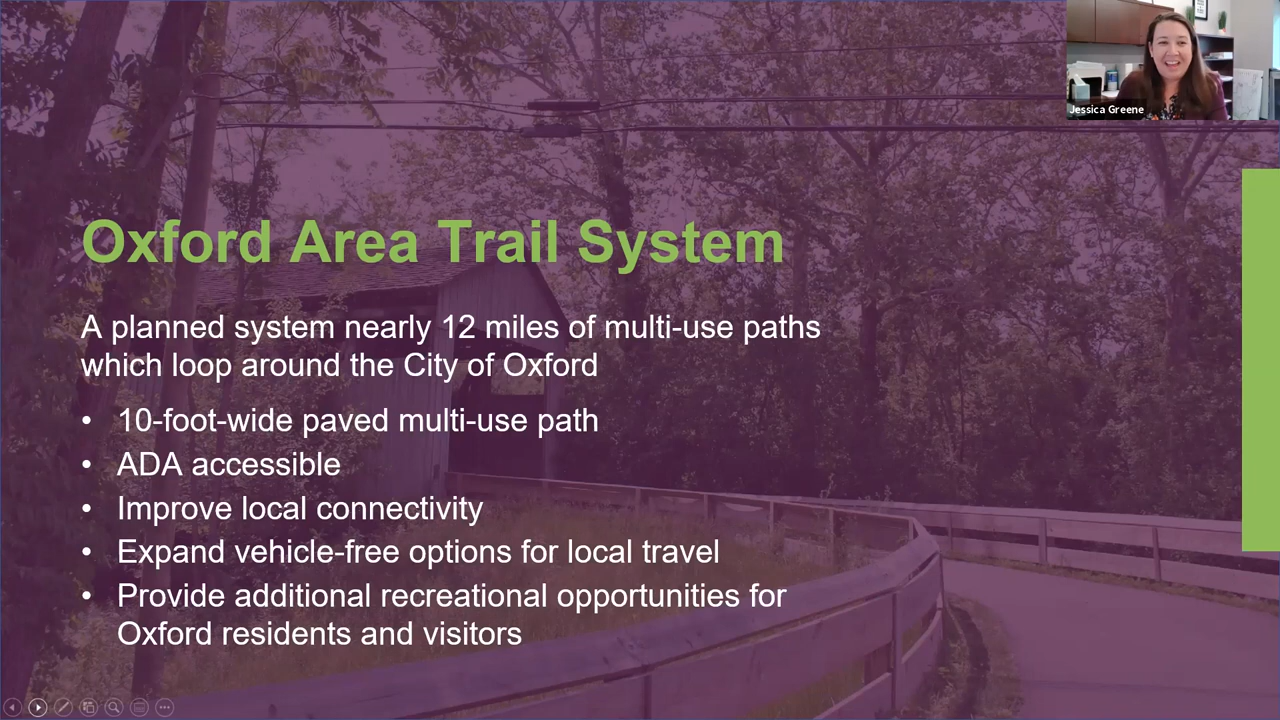 Jessica Greene
Oxford Area Trail System
A planned system nearly 12 miles of multi-use paths
which loop around the City of Oxford
• 10-foot-wide paved multi-use path
• ADA accessible
• Improve local connectivity
• Expand vehicle-free options for local travel
• Provide additional recreational opportunities for
Oxford residents and visitors